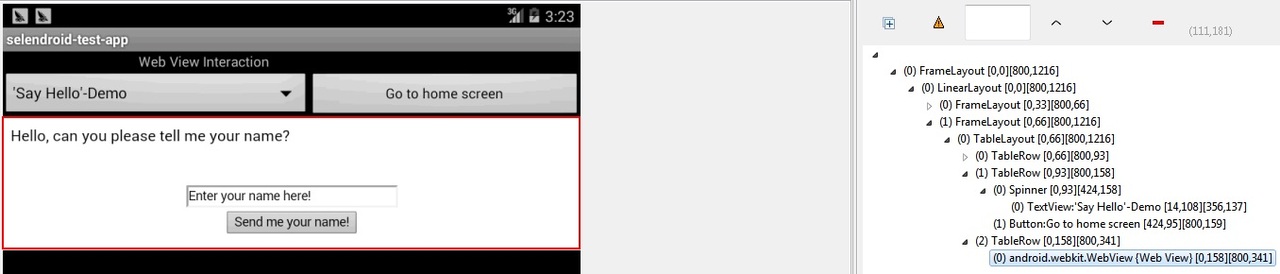 3G 3:23
selendroid-test-app
Web View Interaction
'Say Hello'-Demo Go to home screen
Hello, can you please tell me your name?
Enter your name here!
Send me your name!
(111,181)
(0) FrameLayout [0,0][800,1216]
(0) LinearLayout [0,0][800,1216]
(0) FrameLayout [0,33][800,66]
(1) FrameLayout [0,66][800,1216]
(0) TableLayout [0,66][800,1216]
(0) TableRow [0,66][800,93]
(1) TableRow [0,93][800,158]
(0) Spinner [0,93][424,158]
(0) TextView:'Say Hello'-Demo [14,108][356,137]
(1) Button:Go to home screen [424,95][800,159]
(2) TableRow [0,158][800,341]
(0) android.webkit.WebView {Web View} [0,158][800,341]